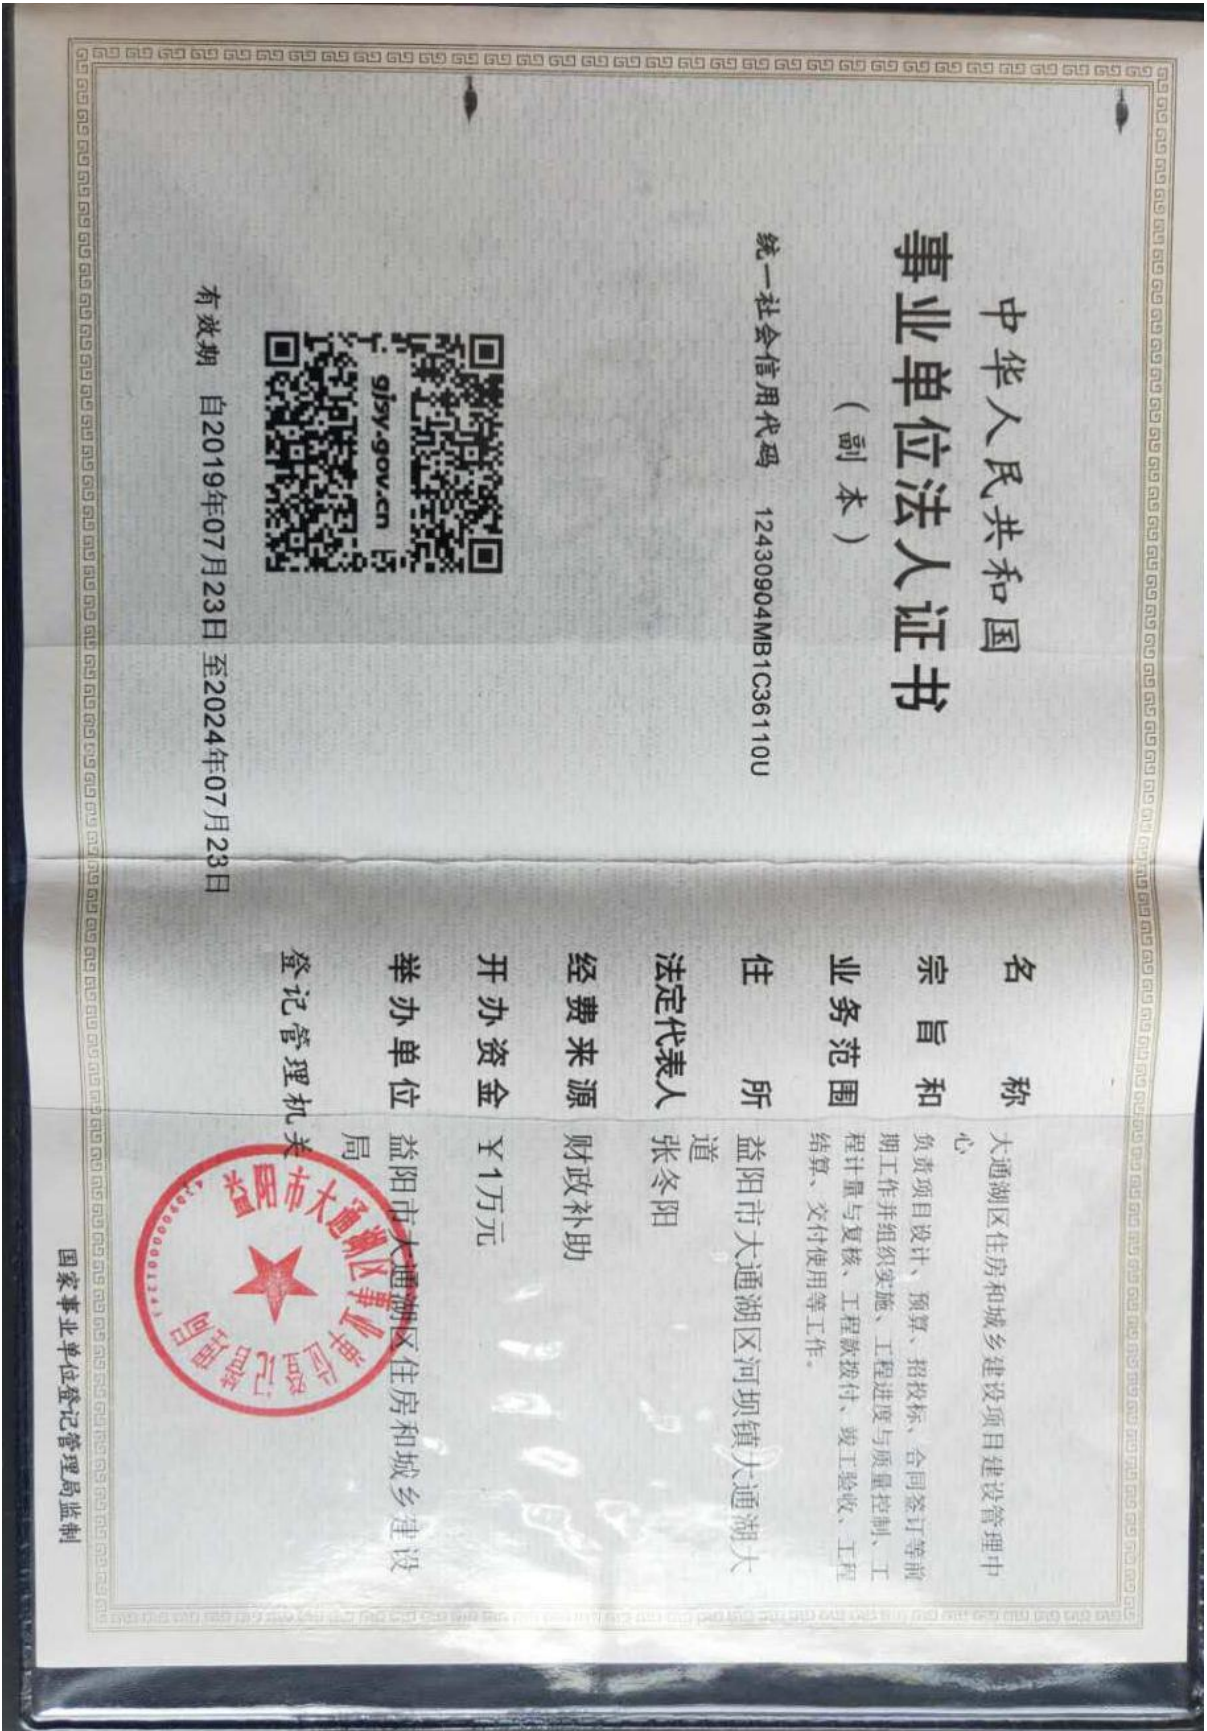 中华人民共和国
事业单位法人证书
（副本）
统一社会信用代码 12430904MB1C36110U
gjsy.gov.cn
有效期 自2019年07月23日至2024年07月23日
名称 大通湖区住房和城乡建设项目建设管理中
心
宗旨和 负责项目设计、预算、招投标、合同签订等前
期工作并组织实施、工程进度与质量控制、工
业务范围 程计量与复核、工程款拨付、竣工验收、工程
结算、交付使用等工作。
住所 益阳市大通湖区河坝镇大通湖大
道
法定代表人 张冬阳
经费来源 财政补助
开办资金 ￥1万元
举办单位 益阳市大通湖区住房和城乡建设
局
登记管理机关
益阳市大通湖区事业单位登记管理局
国家事业单位登记管理局监制